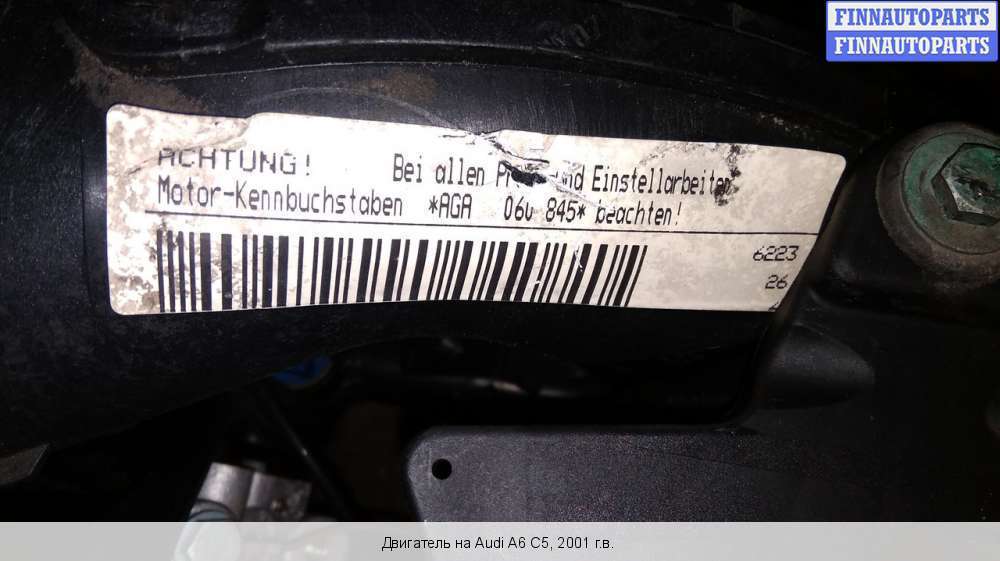 FINNAUTOPARTS
FINNAUTOPARTS
ACHTUNG! Bei allen und Einstellarbeiten
Motor-Kennbuchstaben *AGA 060 845* beachten!
6223
26
Двигатель на Audi A6 C5, 2001 г.в.